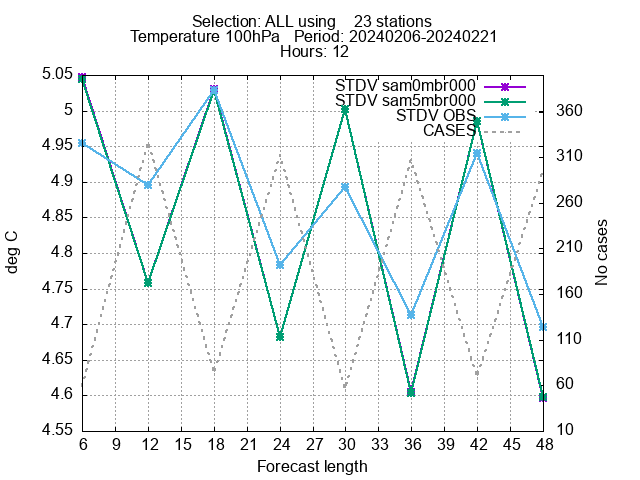 Selection: ALL using    23 stations
Temperature 100hPa   Period: 20240206-20240221
Hours: 12
STDV sam0mbr000
STDV sam5mbr000
STDV OBS
CASES
deg C
5.05
5
4.95
4.9
4.85
4.8
4.75
4.7
4.65
4.6
4.55
No cases
360
310
260
210
160
110
60
10
6 9 12 15 18 21 24 27 30 33 36 39 42 45 48
Forecast length